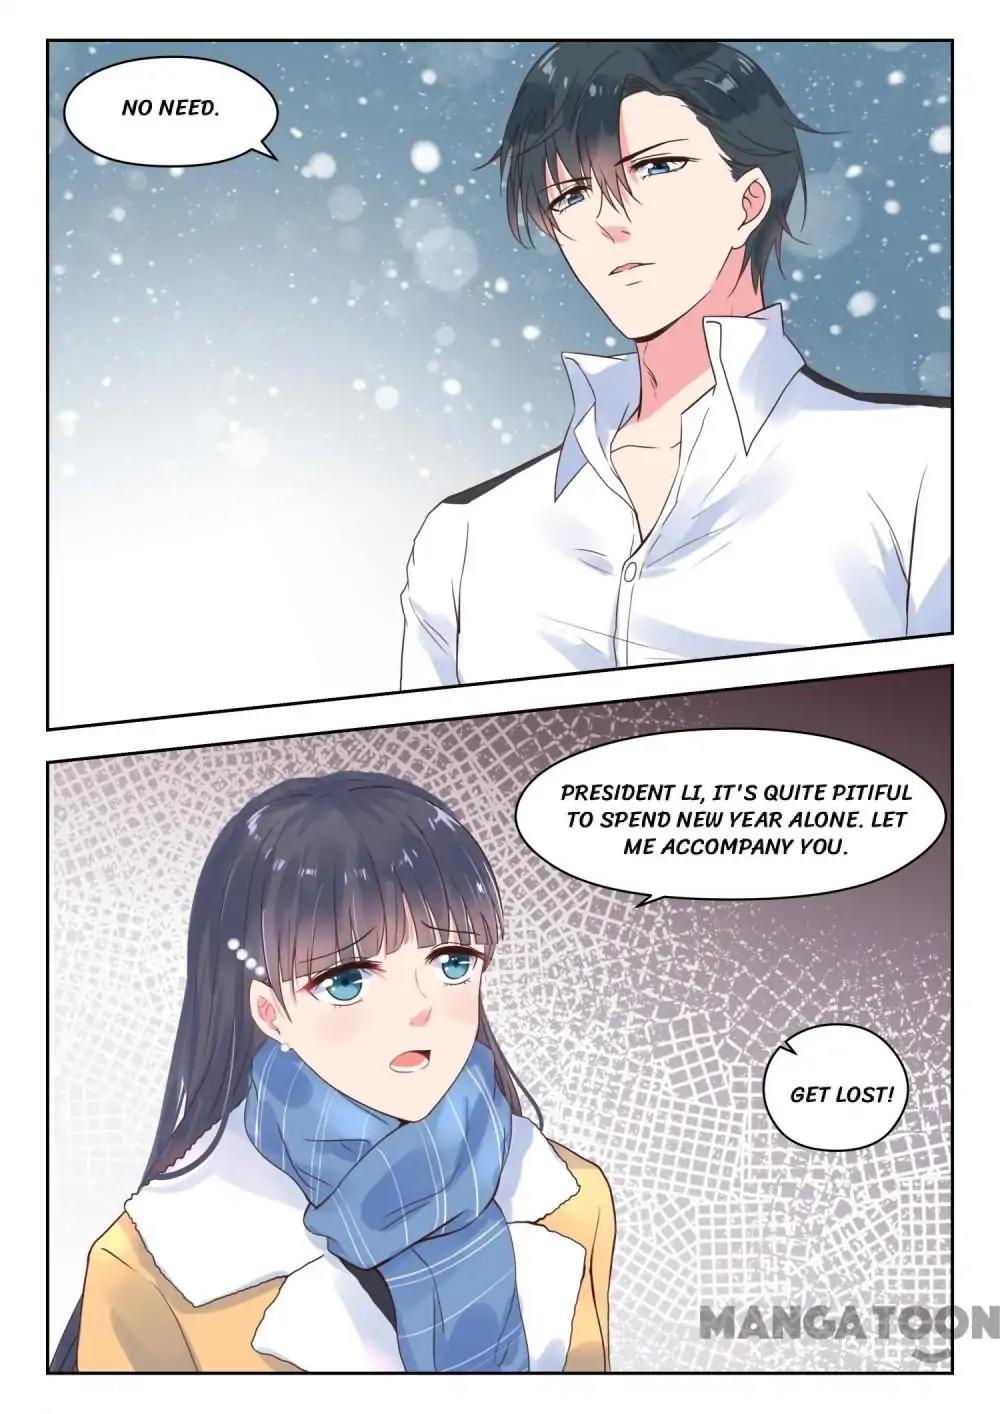 NO NEED.
PRESIDENT LI, IT'S QUITE PITIFUL
TO SPEND NEW YEAR ALONE. LET
ME ACCOMPANY YOU.
GET LOST!
MANGATOON